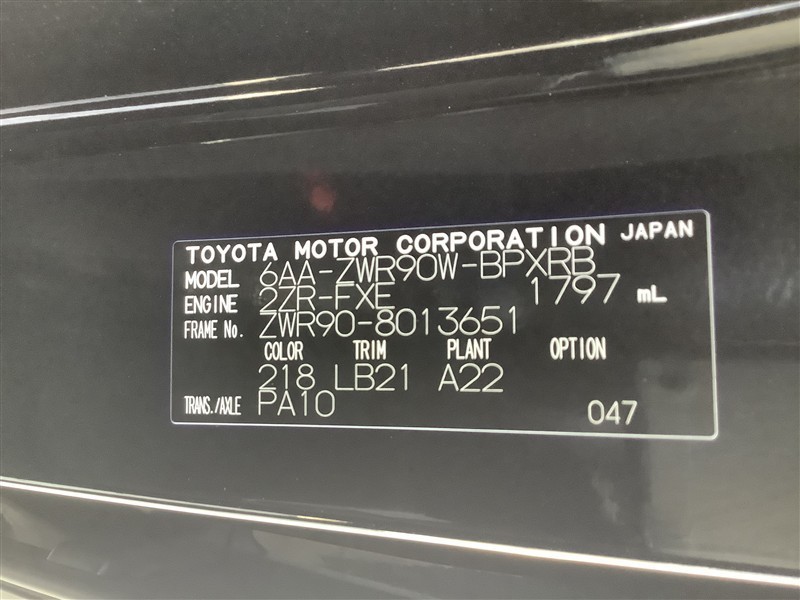 TOYOTA MOTOR CORPORATION JAPAN
MODEL 6AA-ZWR90W-BPXRB
ENGINE 2ZR-FXE 1797 mL
FRAME No. ZWR90-8013651
COLOR TRIM PLANT OPTION
218 LB21 A22
TRANS./AXLE PA10 047